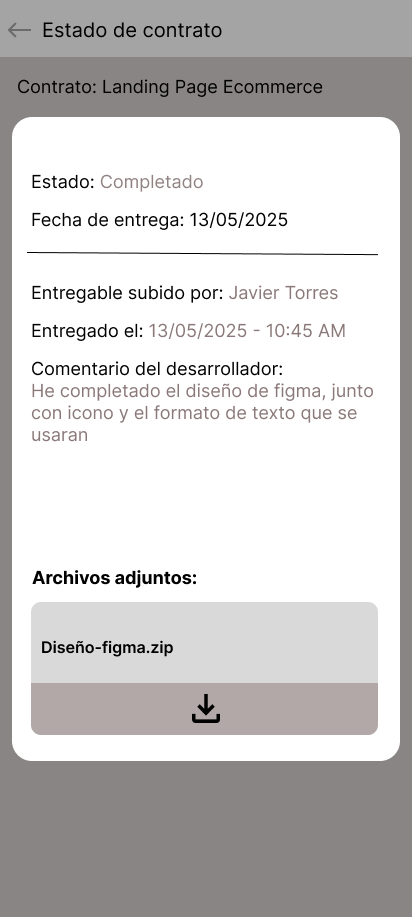 Estado de contrato
Contrato: Landing Page Ecommerce
Estado: Completado
Fecha de entrega: 13/05/2025
Entregable subido por: Javier Torres
Entregado el: 13/05/2025 - 10:45 AM
Comentario del desarrollador:
He completado el diseño de figma, junto
con icono y el formato de texto que se
usaran
Archivos adjuntos:
Diseño-figma.zip